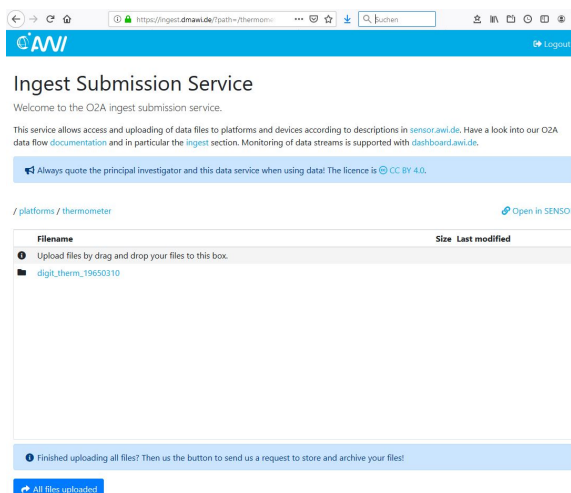 https://ingest.dmawi.de/?path=/thermome
Suchen
AWI
Logout
Ingest Submission Service
Welcome to the O2A ingest submission service.
This service allows access and uploading of data files to platforms and devices according to descriptions in sensor.awi.de. Have a look into our O2A
data flow documentation and in particular the ingest section. Monitoring of data streams is supported with dashboard.awi.de.
Always quote the principal investigator and this data service when using data! The licence is CC BY 4.0.
/ platforms / thermometer Open in SENSO
Filename Size Last modified
Upload files by drag and drop your files to this box.
digit_therm_19650310
Finished uploading all files? Then us the button to send us a request to store and archive your files!
All files uploaded